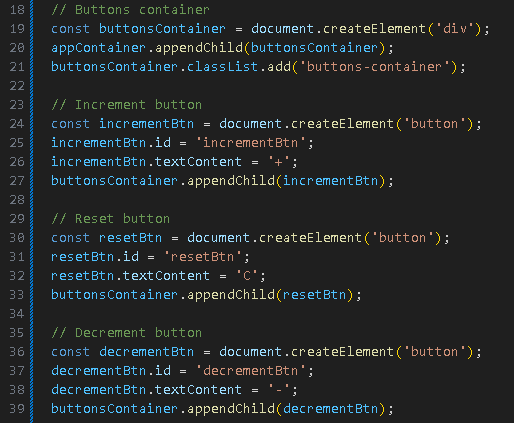 18 // Buttons container
19 const buttonsContainer = document.createElement('div');
20 appContainer.appendChild(buttonsContainer);
21 buttonsContainer.classList.add('buttons-container');
22
23 // Increment button
24 const incrementBtn = document.createElement('button');
25 incrementBtn.id = 'incrementBtn';
26 incrementBtn.textContent = '+';
27 buttonsContainer.appendChild(incrementBtn);
28
29 // Reset button
30 const resetBtn = document.createElement('button');
31 resetBtn.id = 'resetBtn';
32 resetBtn.textContent = 'C';
33 buttonsContainer.appendChild(resetBtn);
34
35 // Decrement button
36 const decrementBtn = document.createElement('button');
37 decrementBtn.id = 'decrementBtn';
38 decrementBtn.textContent = '-';
39 buttonsContainer.appendChild(decrementBtn);